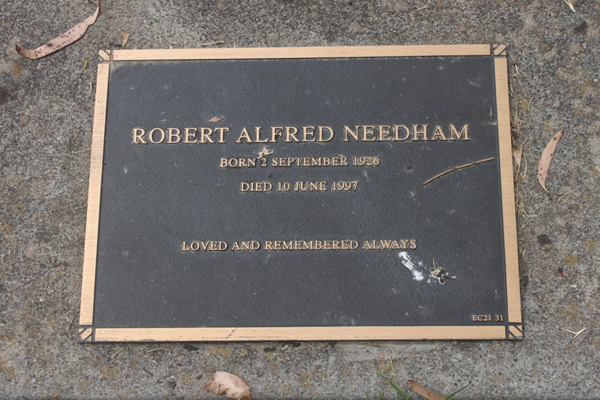 ROBERT ALFRED NEEDHAM
BORN 2 SEPTEMBER 1926
DIED 10 JUNE 1997
LOVED AND REMEMBERED ALWAYS
EC21 31